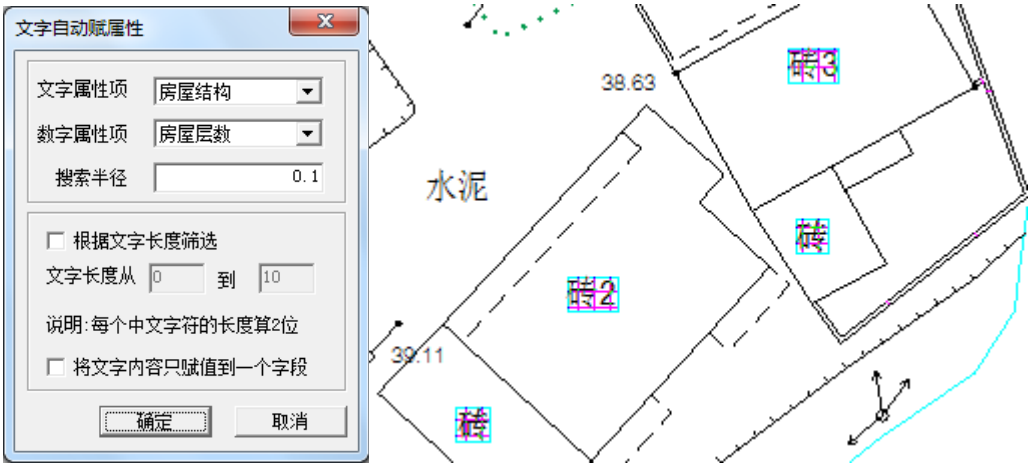 文字自动赋属性
文字属性项 房屋结构
数字属性项 房屋层数
搜索半径 0.1
根据文字长度筛选
文字长度从 0 到 10
说明:每个中文字符的长度算2位
将文字内容只赋值到一个字段
确定 取消
砖3
38.63
水泥
砖
砖2
39.11
砖